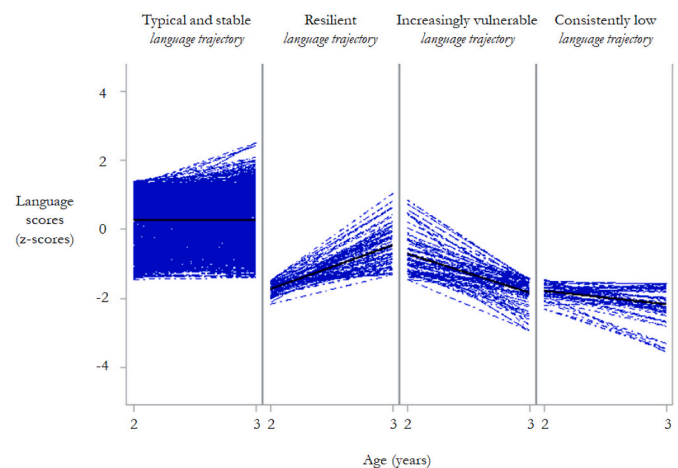 Typical and stable
language trajectory
Resilient
language trajectory
Increasingly vulnerable
language trajectory
Consistently low
language trajectory
4
2
0
-2
-4
Language
scores
(z-scores)
2 3 2 3 2 3 2 3
Age (years)